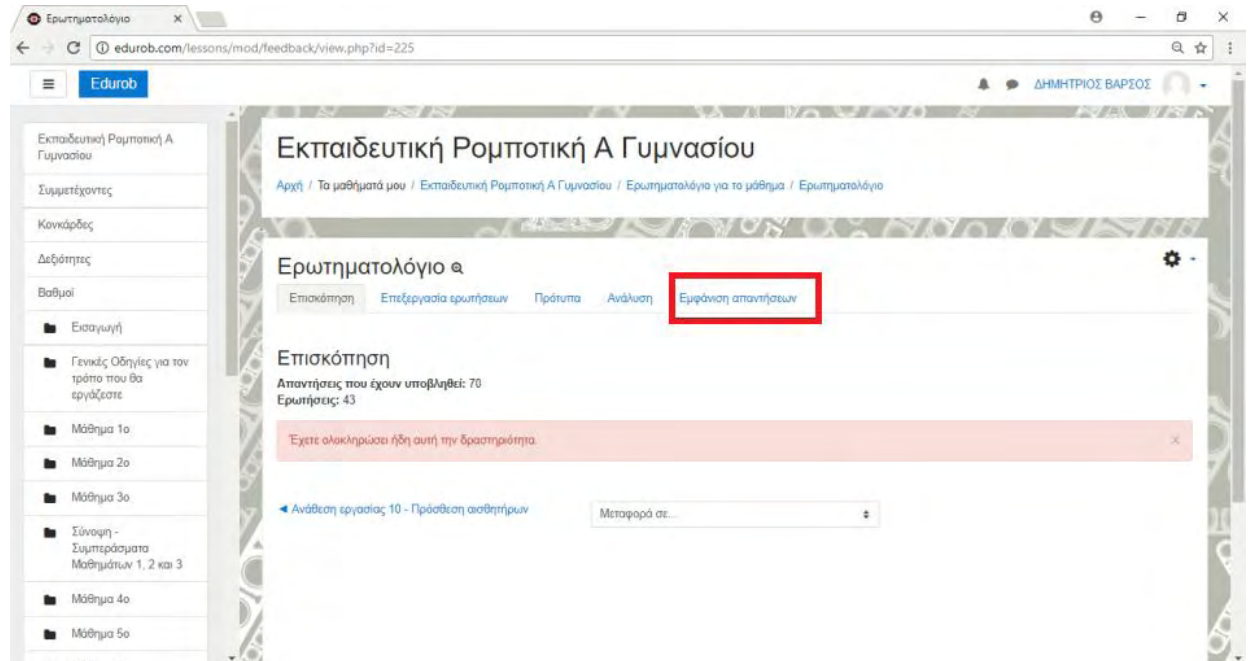 Ερωτηματολόγιο
edurob.com/lessons/mod/feedback/view.php?id=225
Edurob
ΔΗΜΗΤΡΙΟΣ ΒΑΡΣΟΣ
Εκπαιδευτική Ρομποτική Α
Γυμνασίου
Συμμετέχοντες
Κονκάρδες
Δεξιότητες
Βαθμοί
Εισαγωγή
Γενικές Οδηγίες για τον
τρόπο που θα
εργάζεστε
Μάθημα 1ο
Μάθημα 2ο
Μάθημα 3ο
Σύνοψη -
Συμπεράσματα
Μαθημάτων 1, 2 και 3
Μάθημα 4ο
Μάθημα 5ο
Εκπαιδευτική Ρομποτική Α Γυμνασίου
Αρχή / Τα μαθήματά μου / Εκπαιδευτική Ρομποτική Α Γυμνασίου / Ερωτηματολόγιο για το μάθημα / Ερωτηματολόγιο
Ερωτηματολόγιο
Επισκόπηση Επεξεργασία ερωτήσεων Πρότυπα Ανάλυση Εμφάνιση απαντήσεων
Επισκόπηση
Απαντήσεις που έχουν υποβληθεί: 70
Ερωτήσεις: 43
Έχετε ολοκληρώσει ήδη αυτή την δραστηριότητα.
◄ Ανάθεση εργασίας 10 - Πρόσθεση αισθητήρων
Μεταφορά σε...